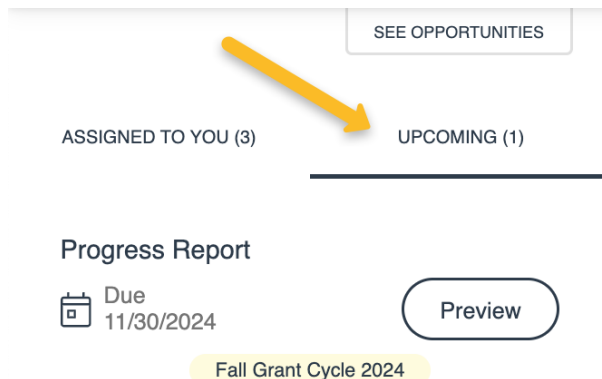 SEE OPPORTUNITIES
ASSIGNED TO YOU (3)
UPCOMING (1)
Progress Report
Due
11/30/2024
Preview
Fall Grant Cycle 2024